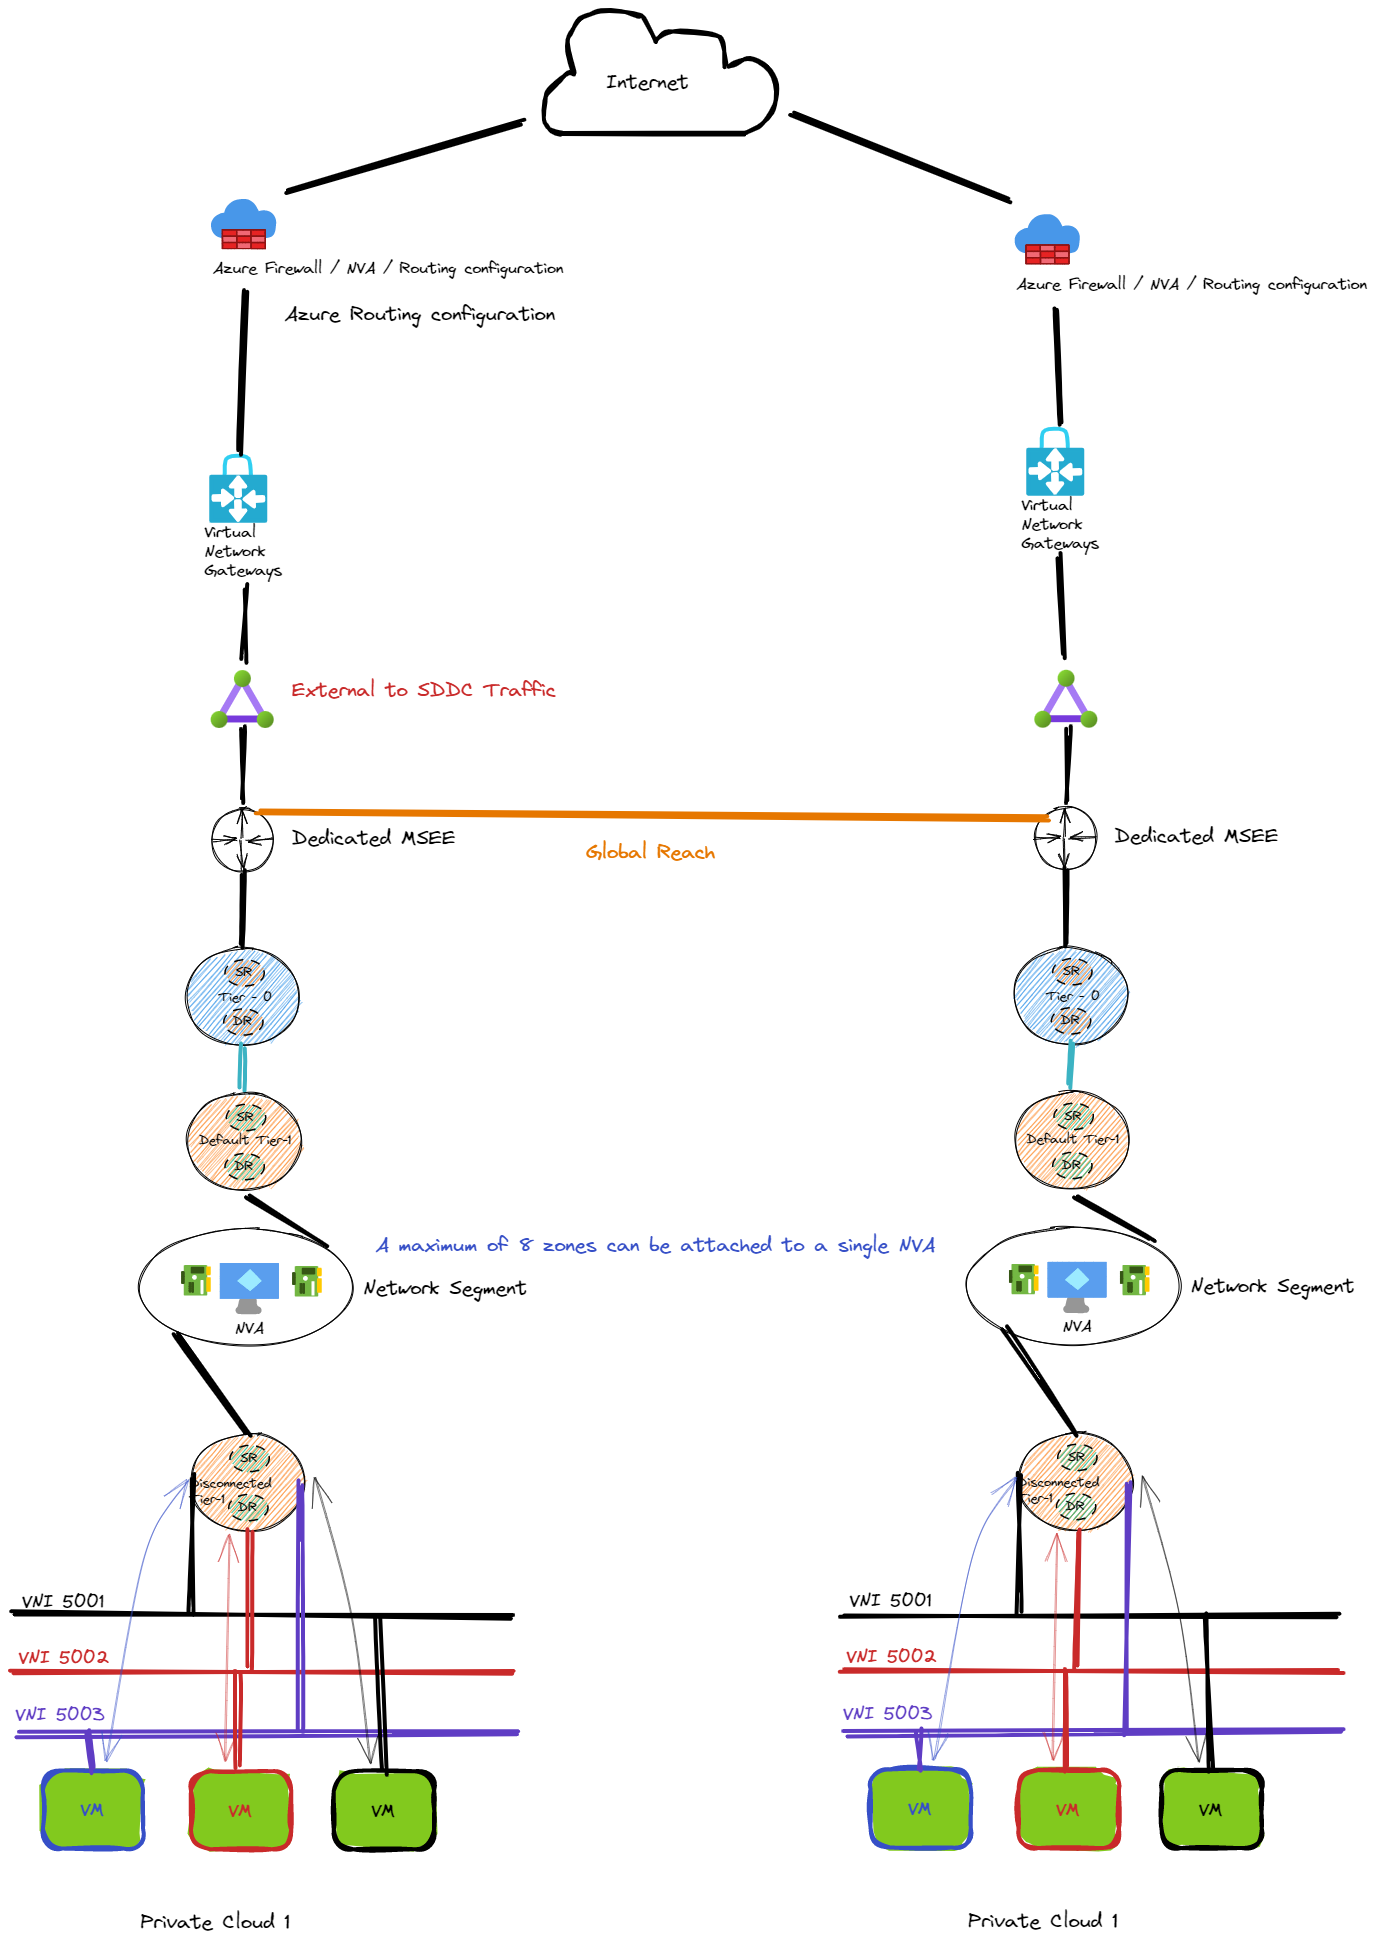 Internet
Azure Firewall / NVA / Routing configuration
Azure Firewall / NVA / Routing configuration
Azure Routing configuration
Virtual
Network
Gateways
Virtual
Network
Gateways
External to SDDC Traffic
Dedicated MSEE
Global Reach
Dedicated MSEE
SR
Tier - 0
DR
SR
Tier - 0
DR
SR
Default Tier-1
DR
SR
Default Tier-1
DR
A maximum of 8 zones can be attached to a single NVA
Network Segment
NVA
Network Segment
NVA
SR
Disconnected
Tier-1
DR
SR
Disconnected
Tier-1
DR
VNI 5001
VNI 5001
VNI 5002
VNI 5002
VNI 5003
VNI 5003
VM
VM
VM
VM
VM
VM
Private Cloud 1
Private Cloud 1